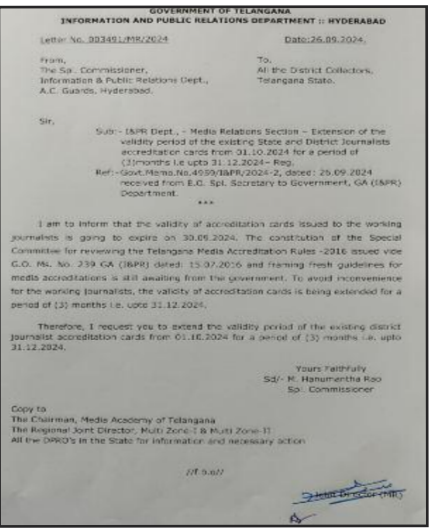 GOVERNMENT OF TELANGANA
INFORMATION AND PUBLIC RELATIONS DEPARTMENT :: HYDERABAD
Letter No. 003491/MR/2024 Date:26.09.2024.
From,
The Spl. Commissioner,
Information & Public Relations Dept.,
A.C. Guards, Hyderabad.
To,
All the District Collectors,
Telangana State.
Sir,
Sub:- I&PR Dept., - Media Relations Section – Extension of the
validity period of the existing State and District Journalists
accreditation cards from 01.10.2024 for a period of
(3)months i.e upto 31.12.2024– Reg.
Ref:-Govt.Memo.No.4959/I&PR/2024-2, dated: 26.09.2024
received from E.O. Spl. Secretary to Government, GA (I&PR)
Department.
***
I am to inform that the validity of accreditation cards issued to the working
journalists is going to expire on 30.09.2024. The constitution of the Special
Committee for reviewing the Telangana Media Accreditation Rules -2016 issued vide
G.O. Ms. No. 239 GA (I&PR) dated: 15.07.2016 and framing fresh guidelines for
media accreditations is still awaiting from the government. To avoid inconvenience
for the working journalists, the validity of accreditation cards is being extended for a
period of (3) months i.e. upto 31.12.2024.
Therefore, I request you to extend the validity period of the existing district
journalist accreditation cards from 01.10.2024 for a period of (3) months i.e. upto
31.12.2024.
Yours Faithfully
Sd/- M. Hanumantha Rao
Spl. Commissioner
Copy to
The Chairman, Media Academy of Telangana
The Regional Joint Director, Multi Zone-I & Multi Zone-II
All the DPRO's in the State for information and necessary action
//f.b.o//
Joint Director (MR)